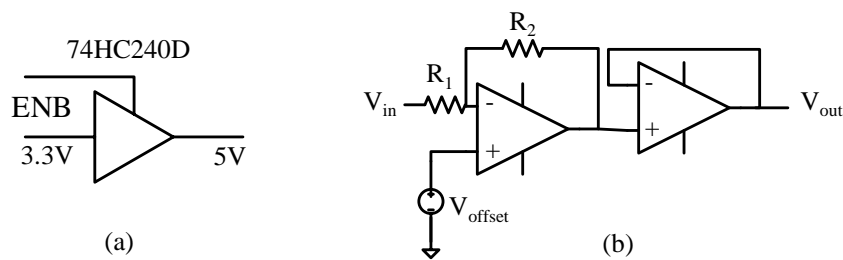 74HC240D
ENB
3.3V
5V
(a)
R1
R2
Vin
-
+
Voffset
-
+
Vout
(b)